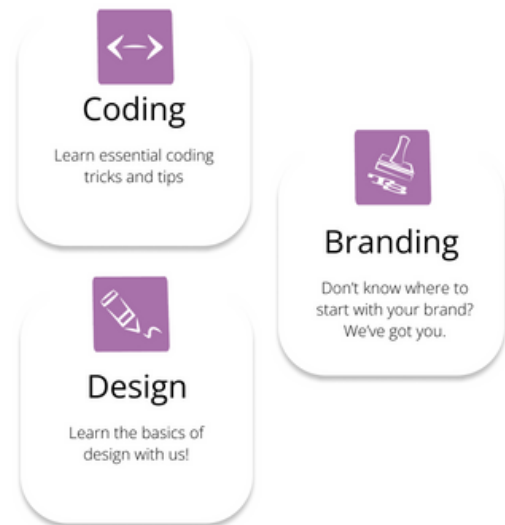 Coding
Learn essential coding
tricks and tips
Branding
Don't know where to
start with your brand?
We've got you.
Design
Learn the basics of
design with us!